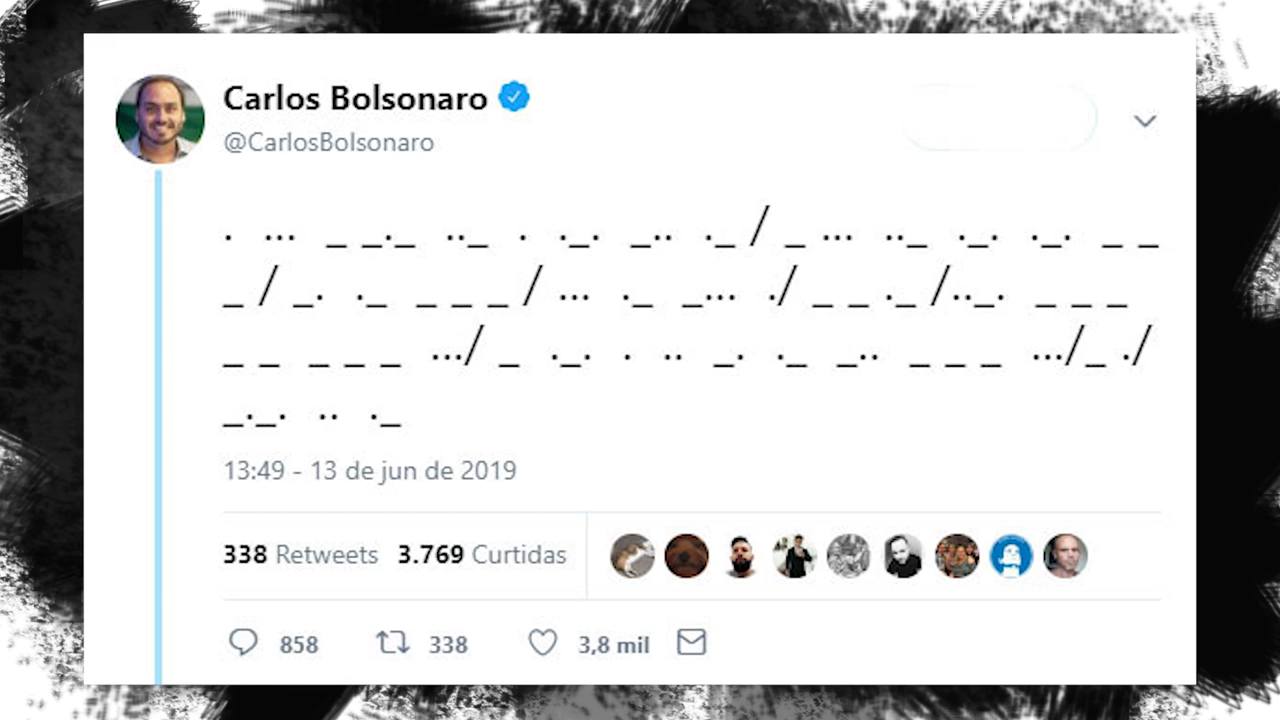 Carlos Bolsonaro
@CarlosBolsonaro
. ... _ _._ .._ . ._. _.. ._ / _ ... .._ ._. ._. _ _
_ / _. ._ _ _ _ / ... ._ _... ./ _ _ ._ /.._. _ _ _
_ _ _ _ _ .../ _ ._. . .. _. ._ _.. _ _ _ .../_ ./
_._. .. ._
13:49 - 13 de jun de 2019
338 Retweets 3.769 Curtidas
858 338 3,8 mil